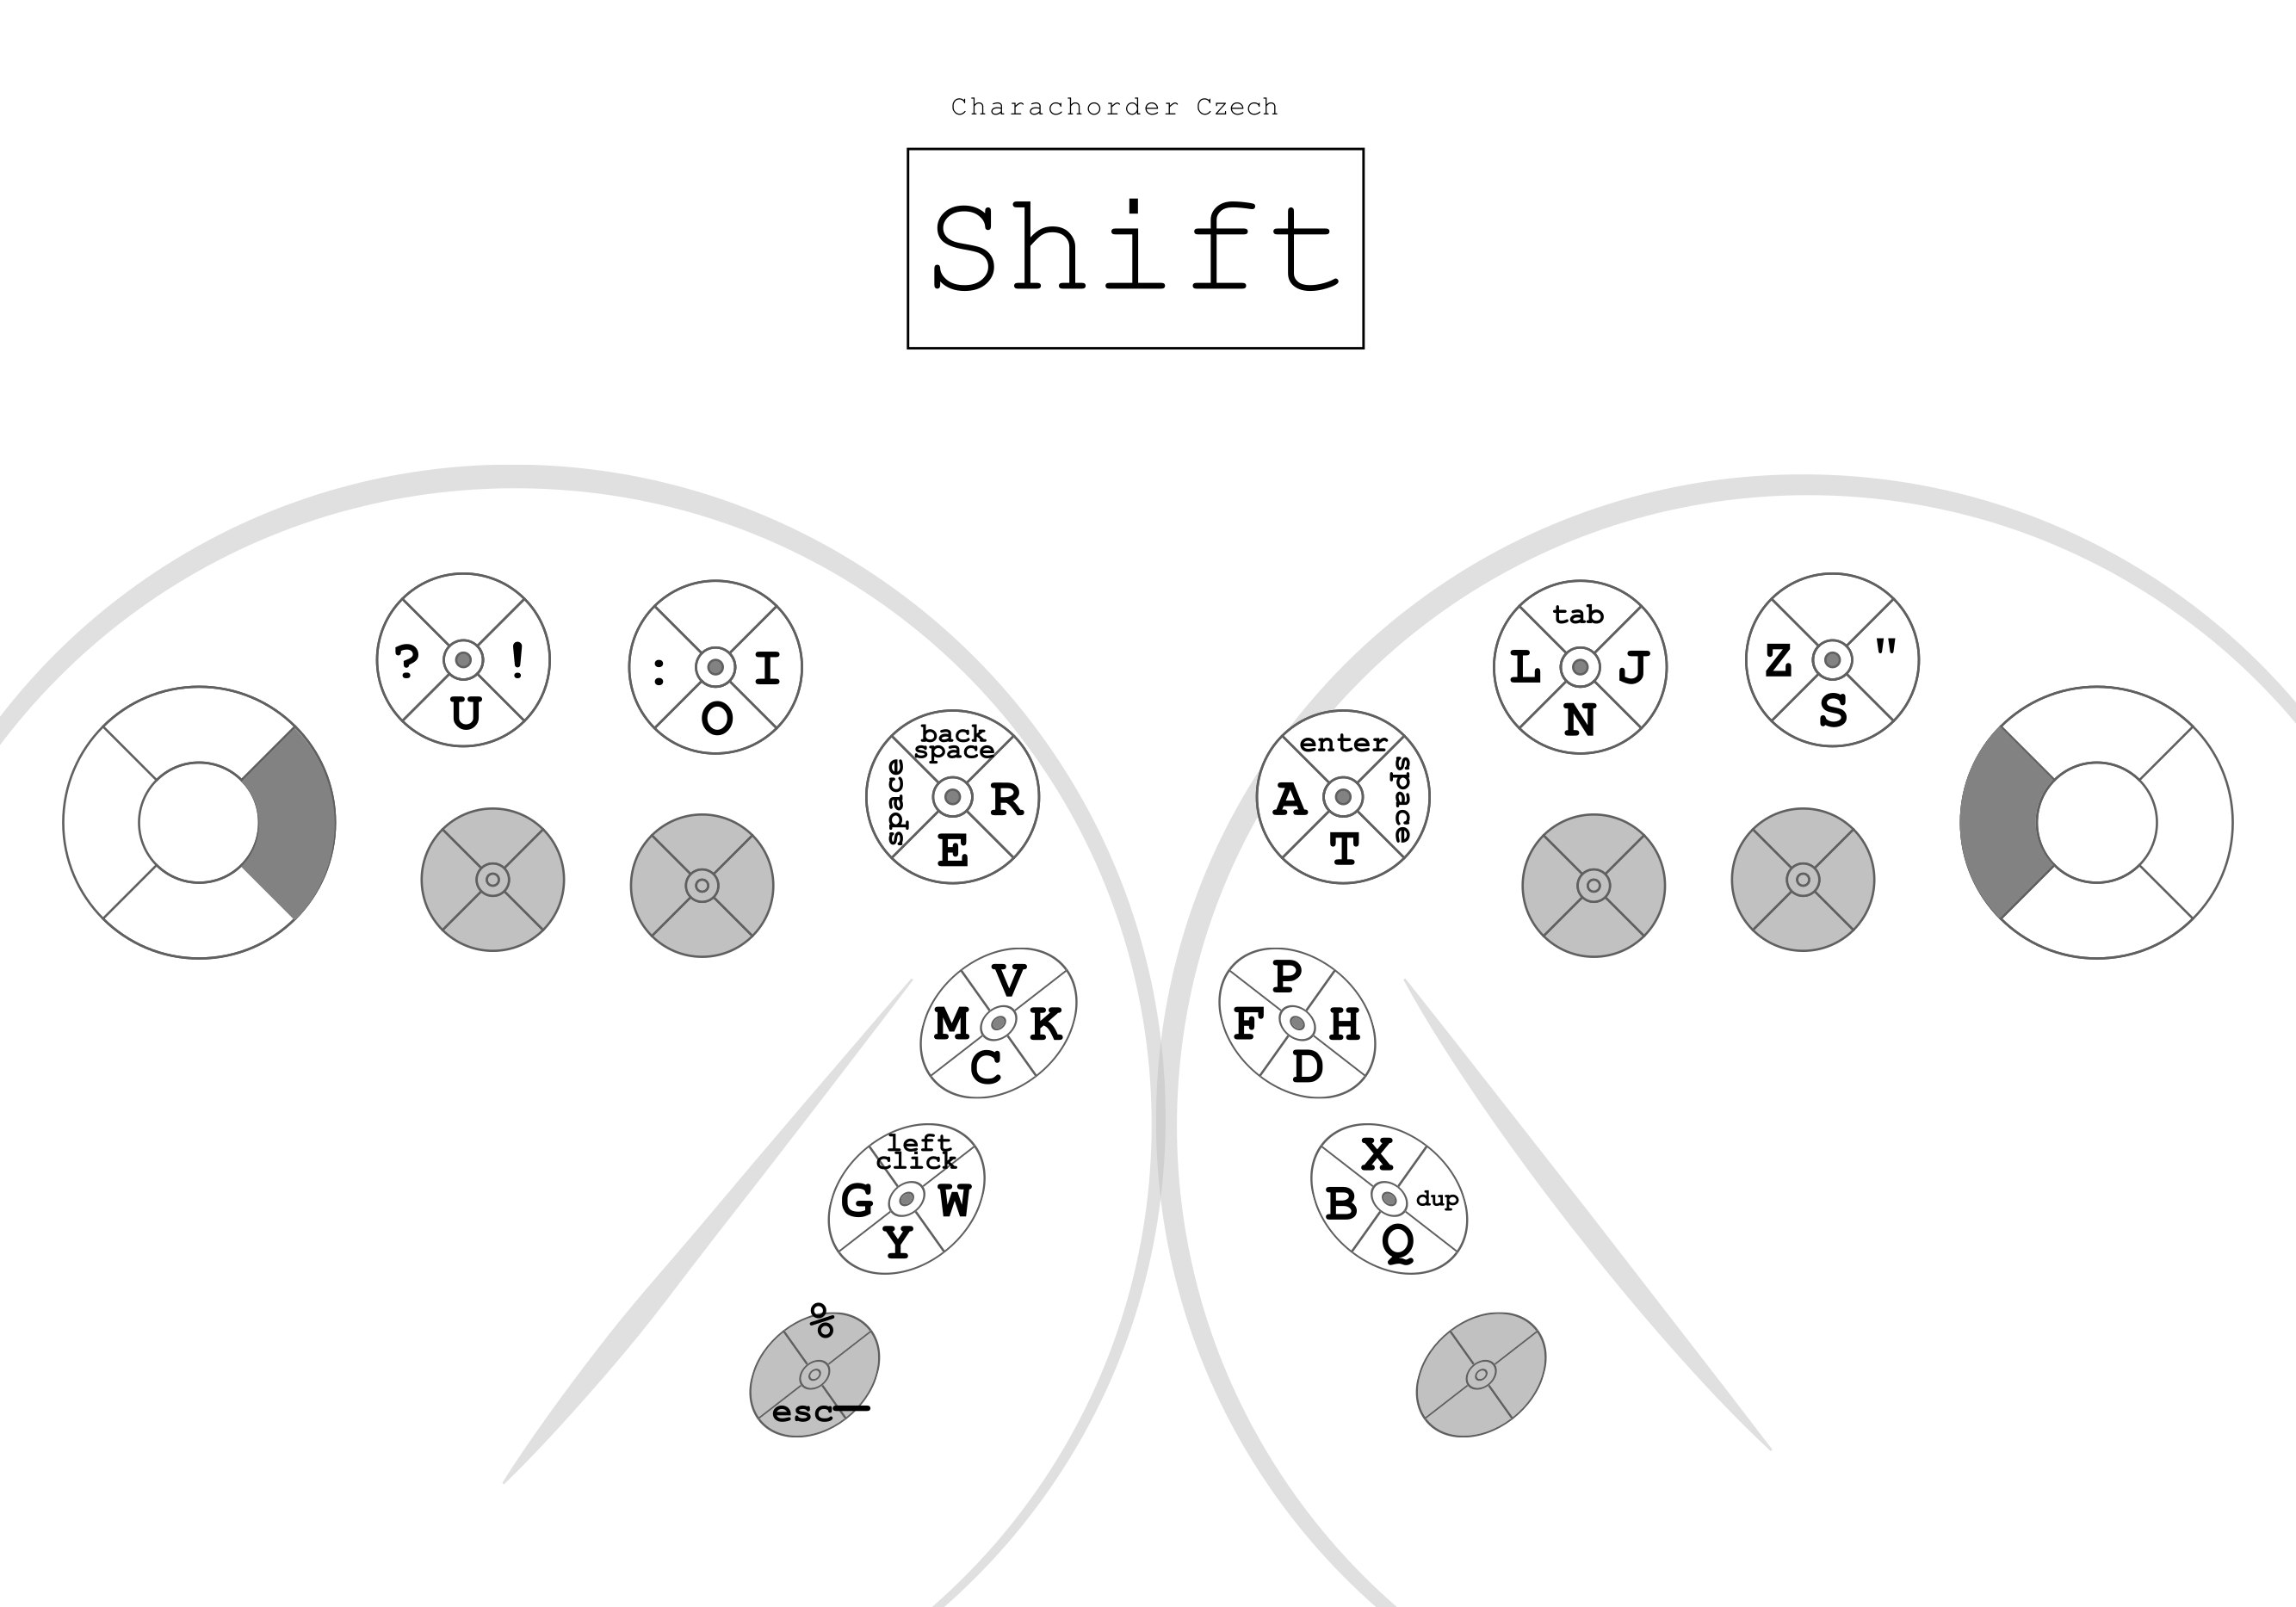 Charachorder Czech
Shift
? ! U
: I O
back
space
space R E
enter
A space T
tab
L J N
Z " S
V M K C
P F H D
left
click
G W Y
X B dup Q
%
esc—